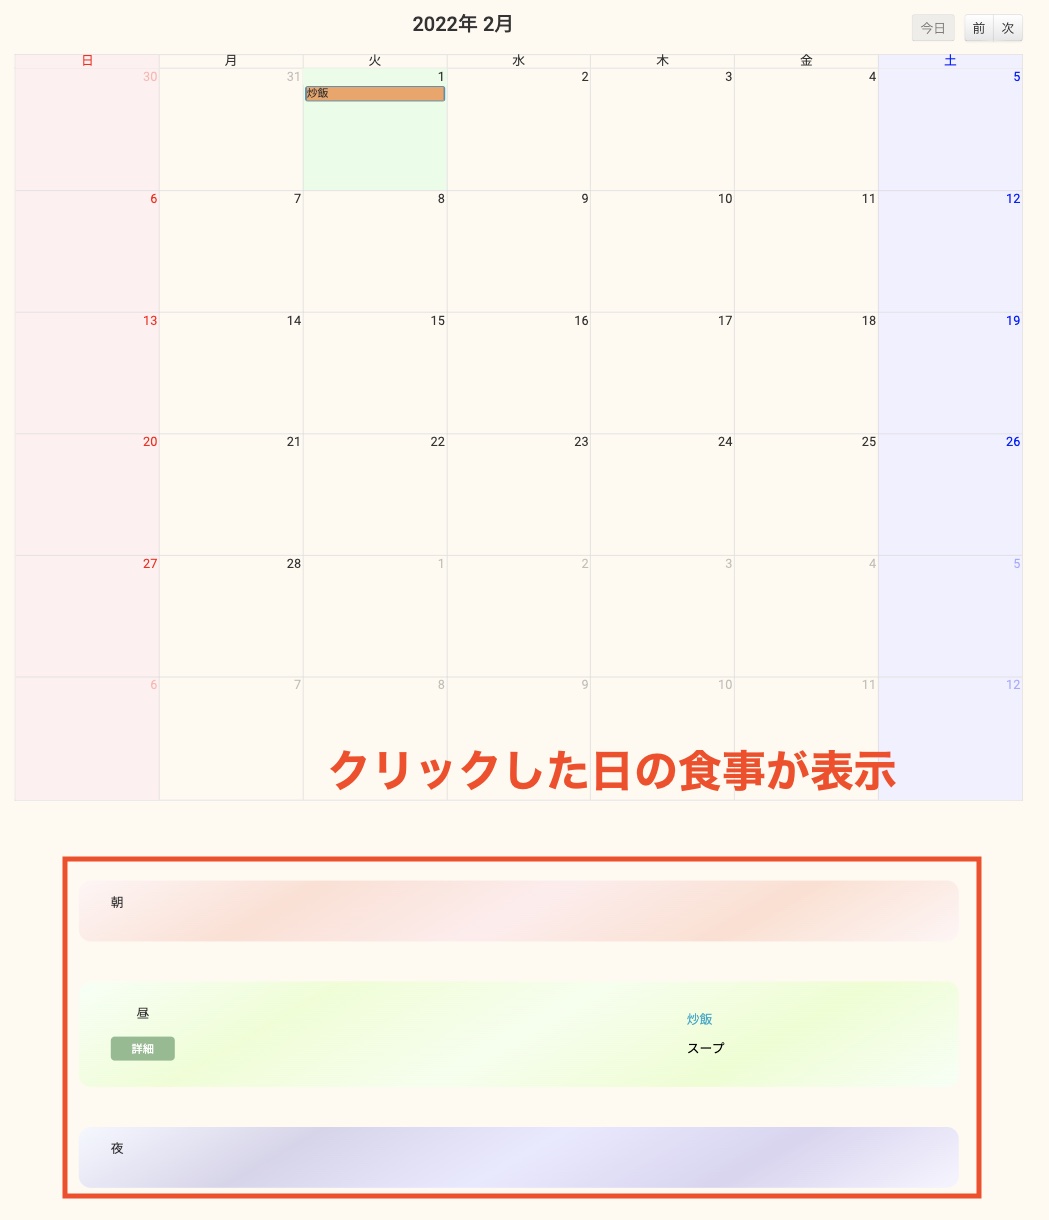 2022年 2月
今日 前 次
日 月 火 水 木 金 土
30 31 1 2 3 4 5
炒飯
6 7 8 9 10 11 12
13 14 15 16 17 18 19
20 21 22 23 24 25 26
27 28 1 2 3 4 5
6 7 8 9 10 11 12
クリックした日の食事が表示
朝
昼
炒飯
詳細
スープ
夜